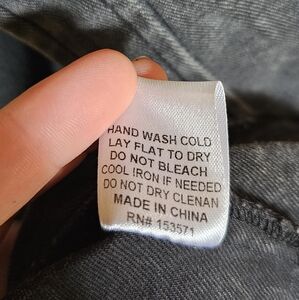 HAND WASH COLD
LAY FLAT TO DRY
DO NOT BLEACH
COOL IRON IF NEEDED
DO NOT DRY CLENAN
MADE IN CHINA
RN# 153571